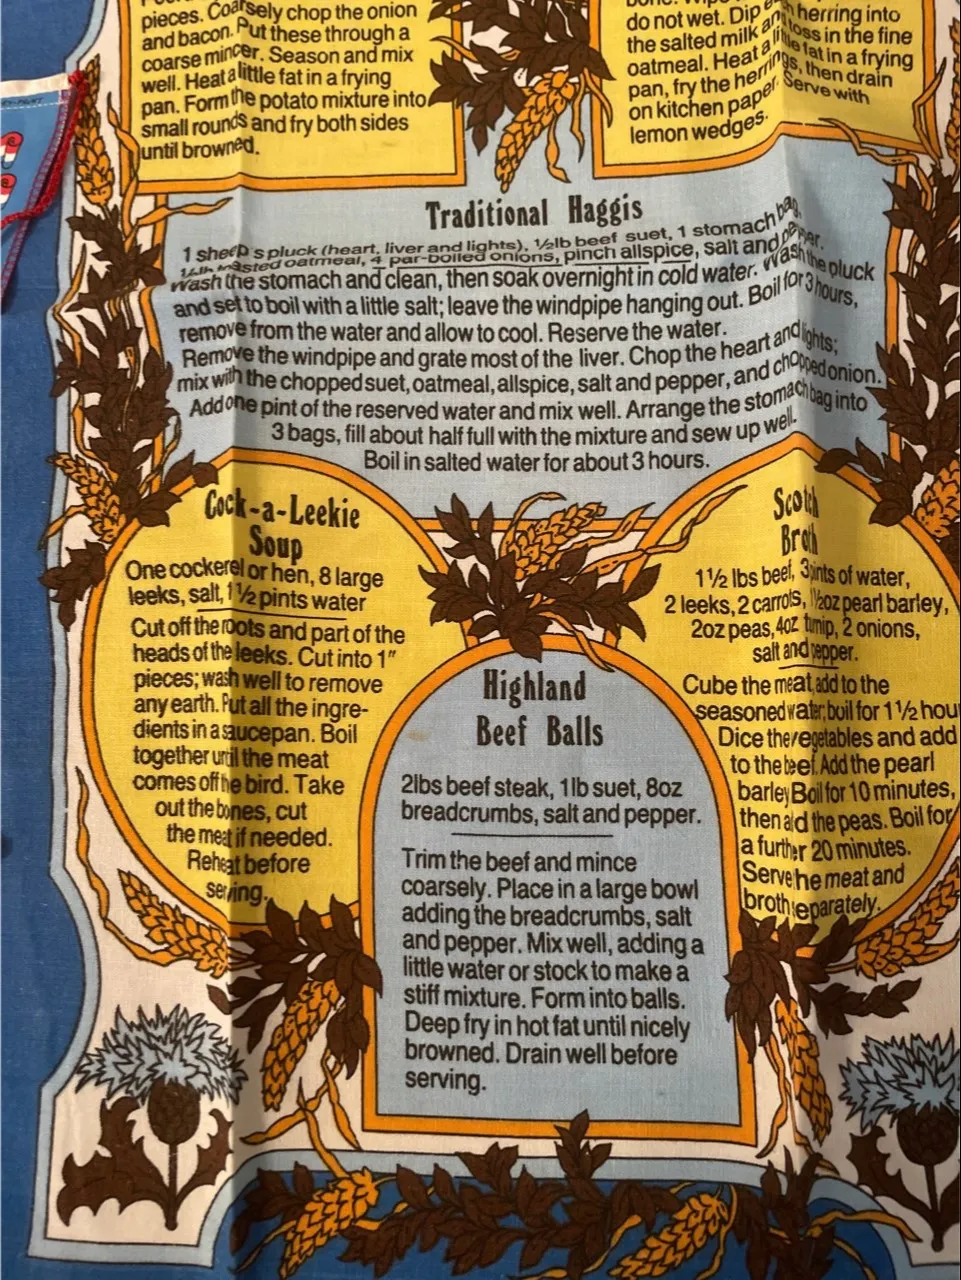 pieces. Coarsely chop the onion
and bacon. Put these through a
coarse mincer. Season and mix
well. Heat a little fat in a frying
pan. Form the potato mixture into
small rounds and fry both sides
until browned.
do not wet. Dip each herring into
the salted milk and toss in the fine
oatmeal. Heat a little fat in a frying
pan, fry the herrings, then drain
on kitchen paper. Serve with
lemon wedges.
Traditional Haggis
1 sheep's pluck (heart, liver and lights), ½lb beef suet, 1 stomach bag,
toasted oatmeal, 4 par-boiled onions, pinch allspice, salt and pepper.
Wash the stomach and clean, then soak overnight in cold water. Wash the pluck
and set to boil with a little salt; leave the windpipe hanging out. Boil for 3 hours,
remove from the water and allow to cool. Reserve the water.
Remove the windpipe and grate most of the liver. Chop the heart and lights;
mix with the chopped suet, oatmeal, allspice, salt and pepper, and chopped onion.
Add one pint of the reserved water and mix well. Arrange the stomach bag into
3 bags, fill about half full with the mixture and sew up well.
Boil in salted water for about 3 hours.
Cock-a-Leekie
Soup
One cockerel or hen, 8 large
leeks, salt, 1½ pints water
Cut off the roots and part of the
heads of the leeks. Cut into 1"
pieces; wash well to remove
any earth. Put all the ingre-
dients in a saucepan. Boil
together until the meat
comes off the bird. Take
out the bones, cut
the meat if needed.
Reheat before
serving.
Highland
Beef Balls
2lbs beef steak, 1lb suet, 8oz
breadcrumbs, salt and pepper.
Trim the beef and mince
coarsely. Place in a large bowl
adding the breadcrumbs, salt
and pepper. Mix well, adding a
little water or stock to make a
stiff mixture. Form into balls.
Deep fry in hot fat until nicely
browned. Drain well before
serving.
Scotch
Broth
1½ lbs beef, 3 pints of water,
2 leeks, 2 carrots, 1½oz pearl barley,
2oz peas, 4oz turnip, 2 onions,
salt and pepper.
Cube the meat, add to the
seasoned water; boil for 1½ hou
Dice the vegetables and add
to the beef. Add the pearl
barley. Boil for 10 minutes,
then add the peas. Boil for
a further 20 minutes.
Serve the meat and
broth separately.